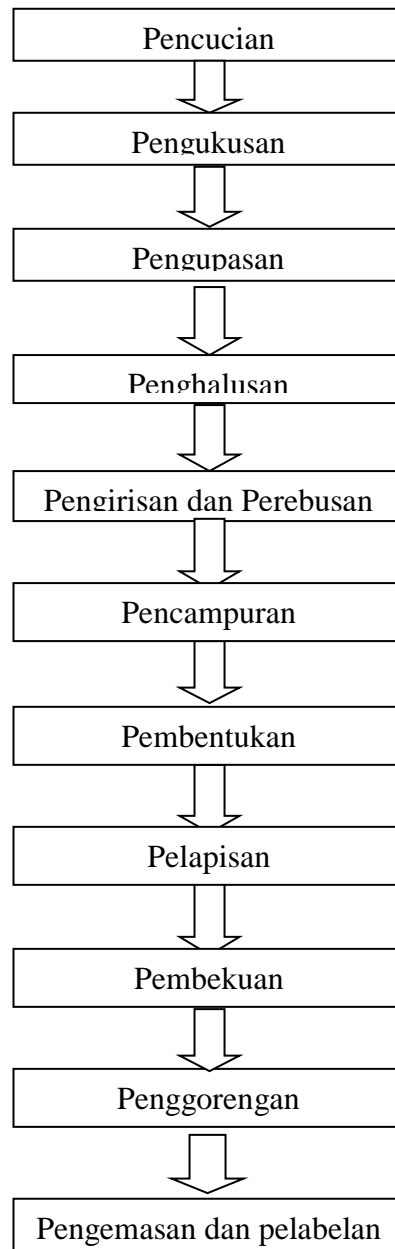 Pencucian
Pengukusan
Pengupasan
Penghalusan
Pengirisan dan Perebusan
Pencampuran
Pembentukan
Pelapisan
Pembekuan
Penggorengan
Pengemasan dan pelabelan